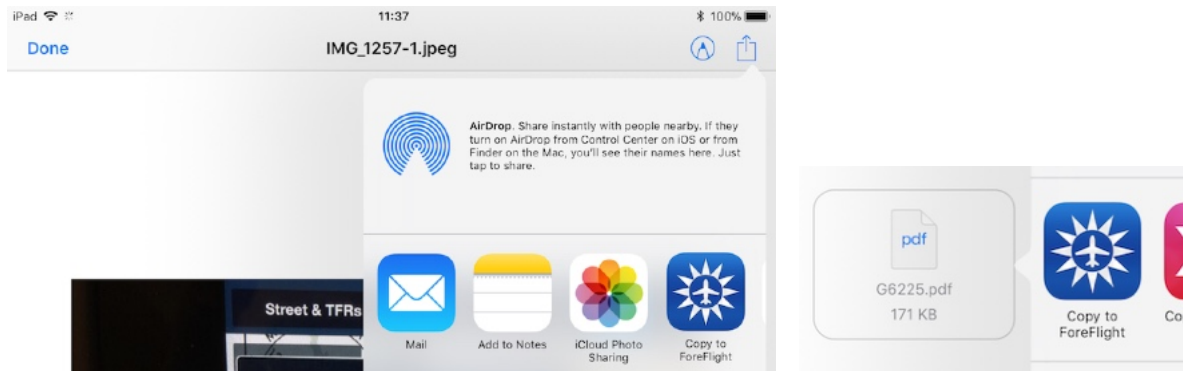 iPad
11:37
100%
Done
IMG_1257-1.jpeg
AirDrop. Share instantly with people nearby. If they
turn on AirDrop from Control Center on iOS or from
Finder on the Mac, you'll see their names here. Just
tap to share.
Street & TFRs
Mail
Add to Notes
iCloud Photo
Sharing
Copy to
ForeFlight
pdf
G6225.pdf
171 KB
Copy to
ForeFlight
Co